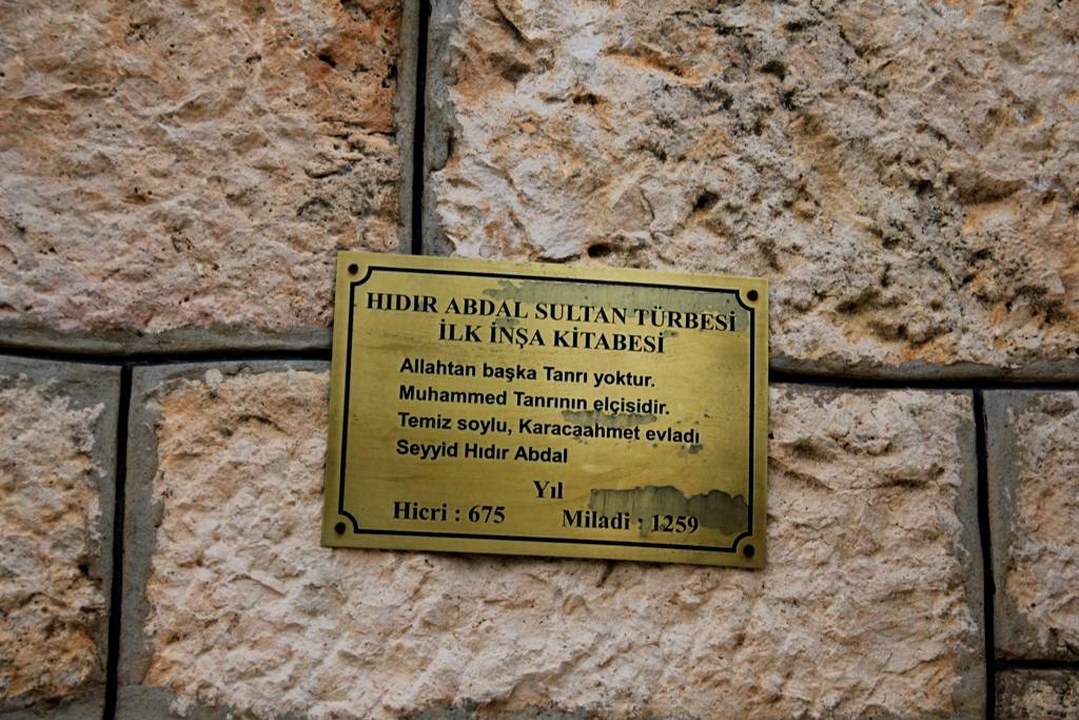 HIDIR ABDAL SULTAN TÜRBESİ
İLK İNŞA KİTABESİ
Allahtan başka Tanrı yoktur.
Muhammed Tanrının elçisidir.
Temiz soylu, Karacaahmet evladı
Seyyid Hıdır Abdal
Yıl
Hicri : 675 Miladi : 1259